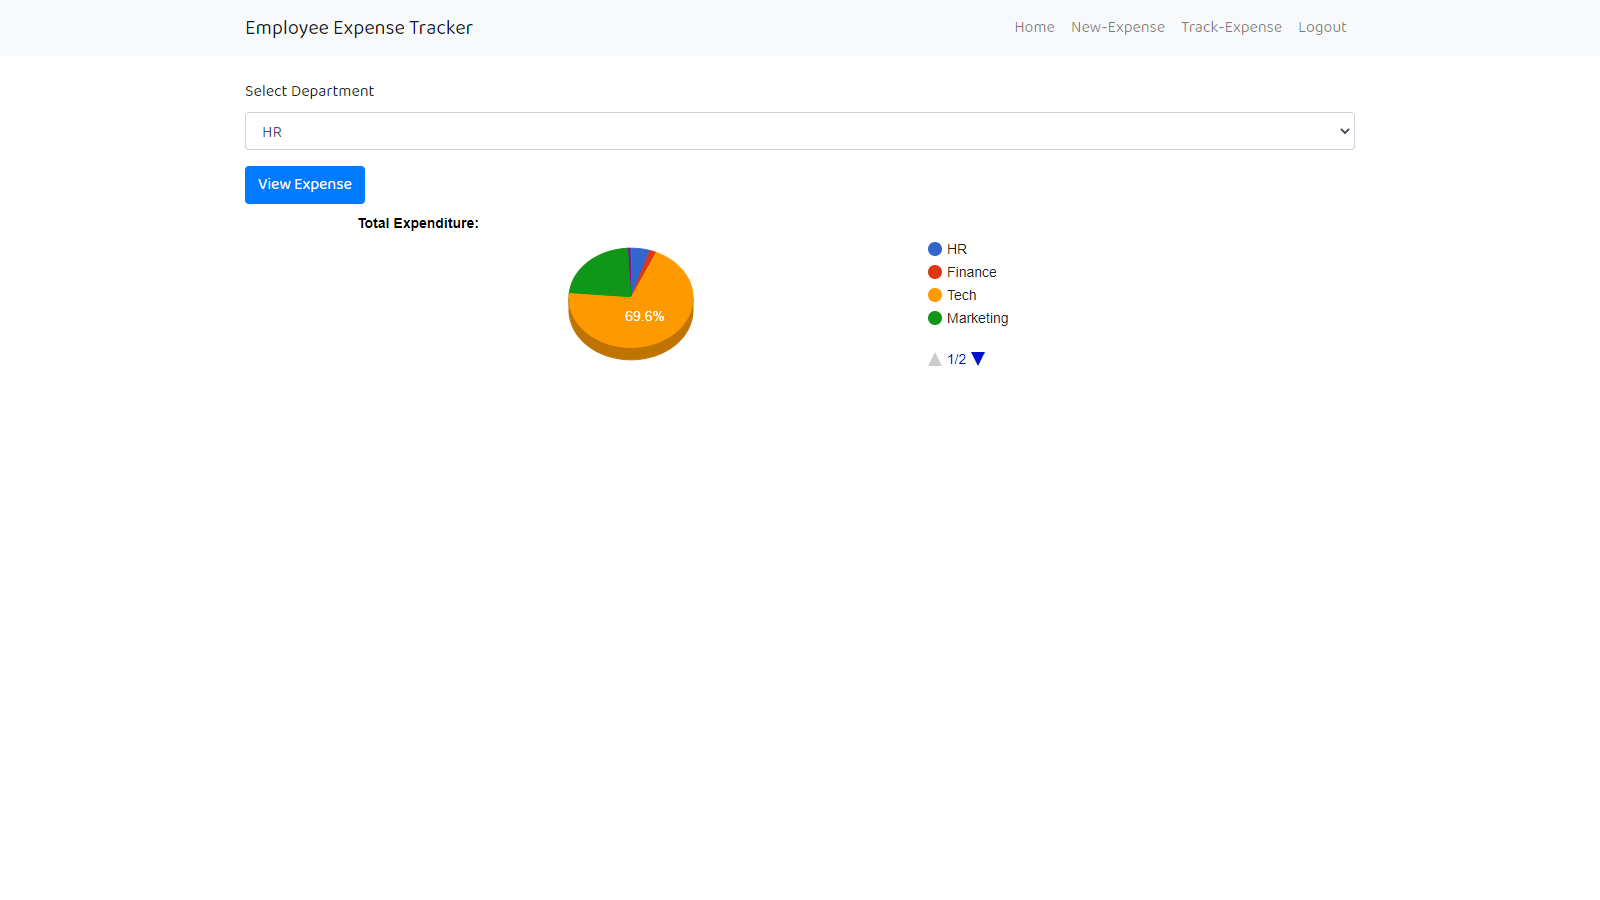 Employee Expense Tracker
Home New-Expense Track-Expense Logout
Select Department
HR
View Expense
Total Expenditure:
69.6%
HR
Finance
Tech
Marketing
1/2